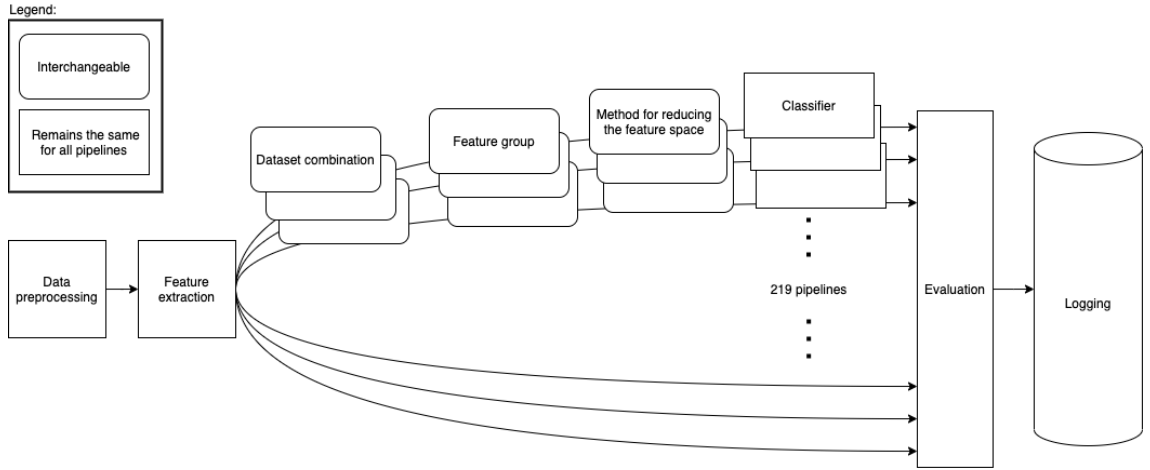 Legend:
Interchangeable
Remains the same
for all pipelines
Dataset combination
Feature group
Method for reducing
the feature space
Classifier
Data
preprocessing
Feature
extraction
219 pipelines
Evaluation
Logging